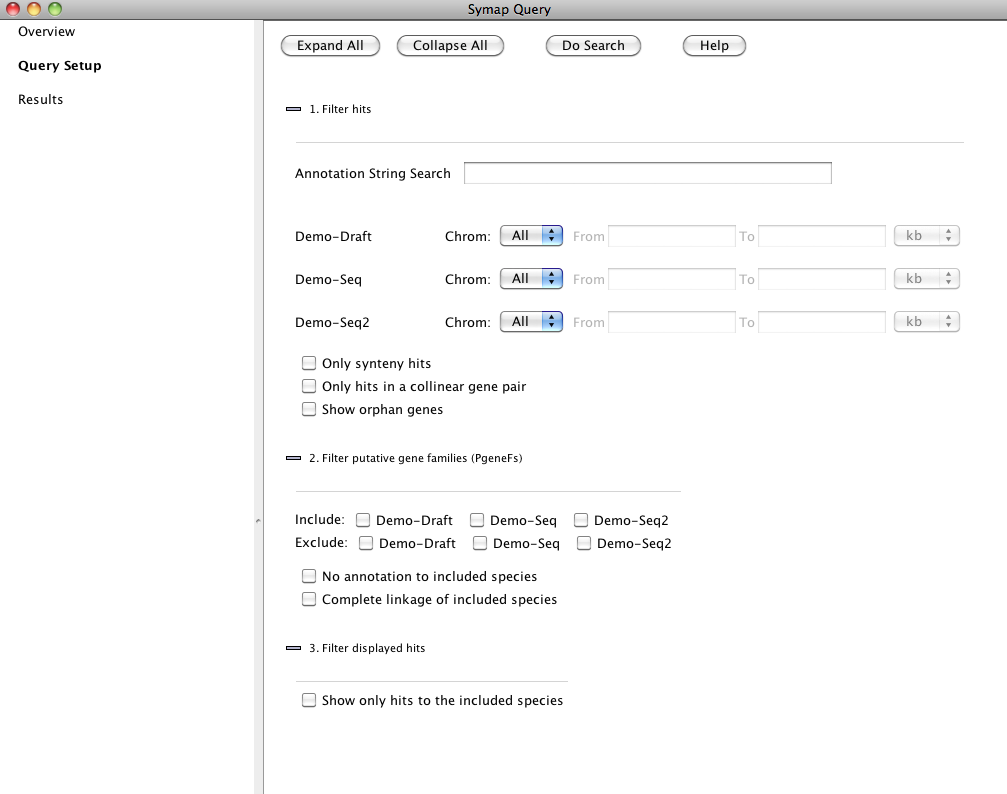 Symap Query
Overview
Query Setup
Results
Expand All Collapse All Do Search Help
1. Filter hits
Annotation String Search
Demo-Draft Chrom: All From To kb
Demo-Seq Chrom: All From To kb
Demo-Seq2 Chrom: All From To kb
Only synteny hits
Only hits in a collinear gene pair
Show orphan genes
2. Filter putative gene families (PgeneFs)
Include: Demo-Draft Demo-Seq Demo-Seq2
Exclude: Demo-Draft Demo-Seq Demo-Seq2
No annotation to included species
Complete linkage of included species
3. Filter displayed hits
Show only hits to the included species